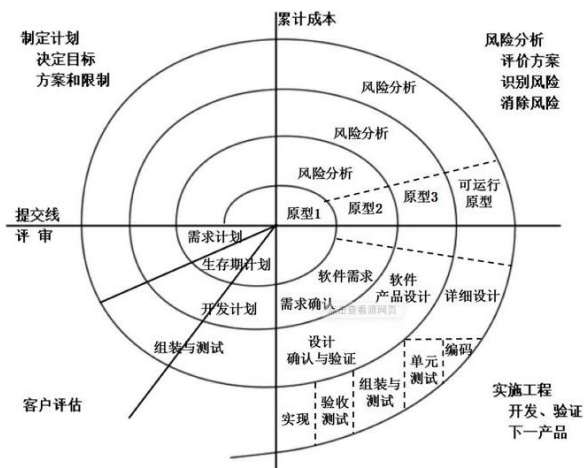 累计成本
制定计划
决定目标
方案和限制
风险分析
评价方案
识别风险
消除风险
风险分析
风险分析
风险分析
可运行
原型
原型3
原型2
原型1
提交线
评 审
需求计划
生存期计划
开发计划
组装与测试
软件需求
需求确认
软件
产品设计
详细设计
设计
确认与验证
编码
单元
测试
组装与
测试
验收
测试
实现
客户评估
实施工程
开发、验证
下一产品